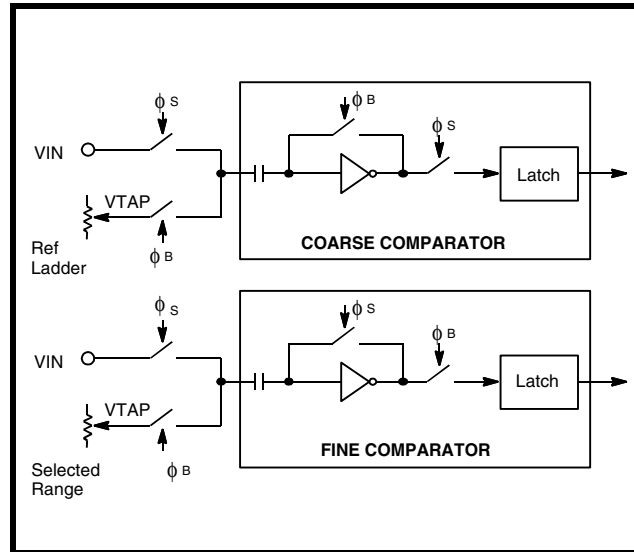 ϕ S
VIN
ϕ B
ϕ S
Latch
VTAP
Ref
Ladder
ϕ B
COARSE COMPARATOR
ϕ S
VIN
ϕ S
ϕ B
Latch
VTAP
Selected
Range
ϕ B
FINE COMPARATOR